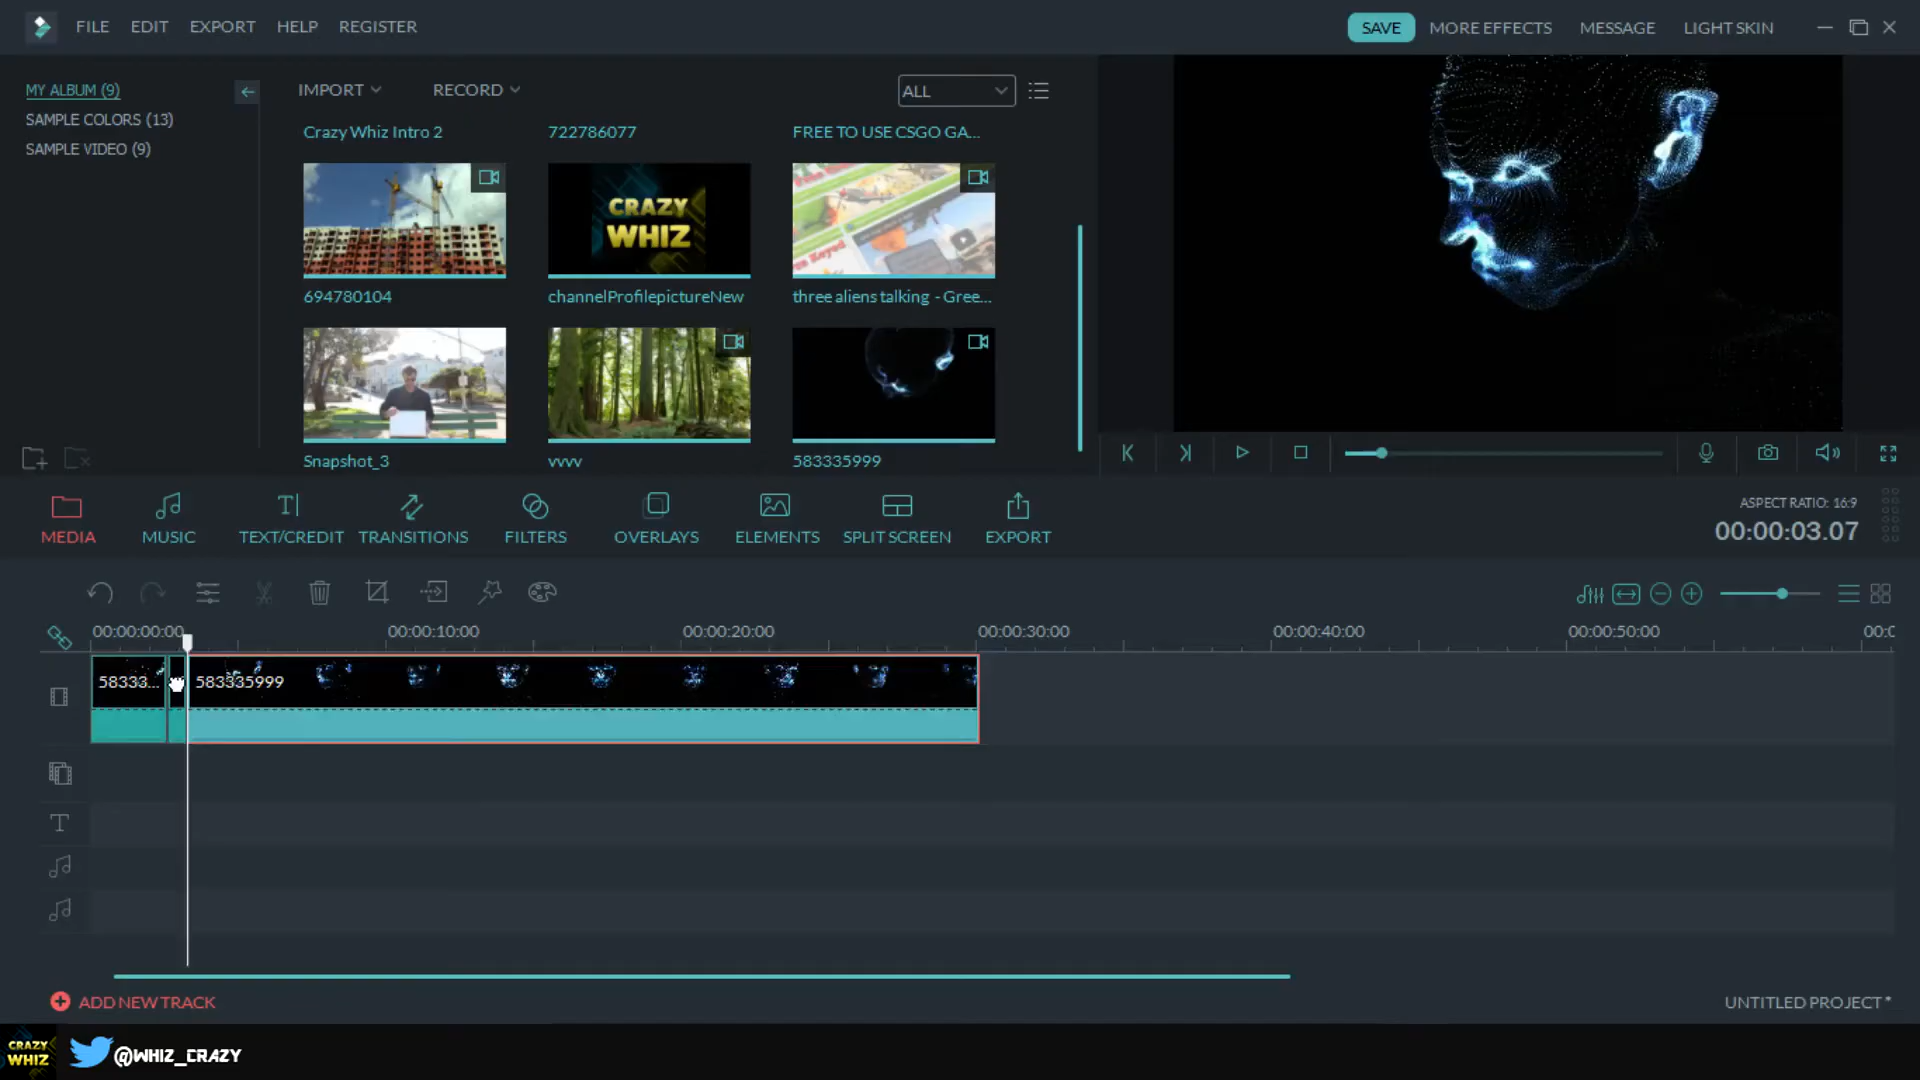 FILE EDIT EXPORT HELP REGISTER
SAVE MORE EFFECTS MESSAGE LIGHT SKIN
MY ALBUM (9)
SAMPLE COLORS (13)
SAMPLE VIDEO (9)
IMPORT RECORD ALL
Crazy Whiz Intro 2 722786077 FREE TO USE CSGO GA...
CRAZY
WHIZ
694780104 channelProfilepictureNew three aliens talking - Gree...
Snapshot_3 vvvv 583335999
MEDIA MUSIC TEXT/CREDIT TRANSITIONS FILTERS OVERLAYS ELEMENTS SPLIT SCREEN EXPORT
ASPECT RATIO: 16:9
00:00:03.07
00:00:00:00 00:00:10:00 00:00:20:00 00:00:30:00 00:00:40:00 00:00:50:00
58333... 583335999
ADD NEW TRACK
UNTITLED PROJECT *
CRAZY
WHIZ
@WHIZ_CRAZY